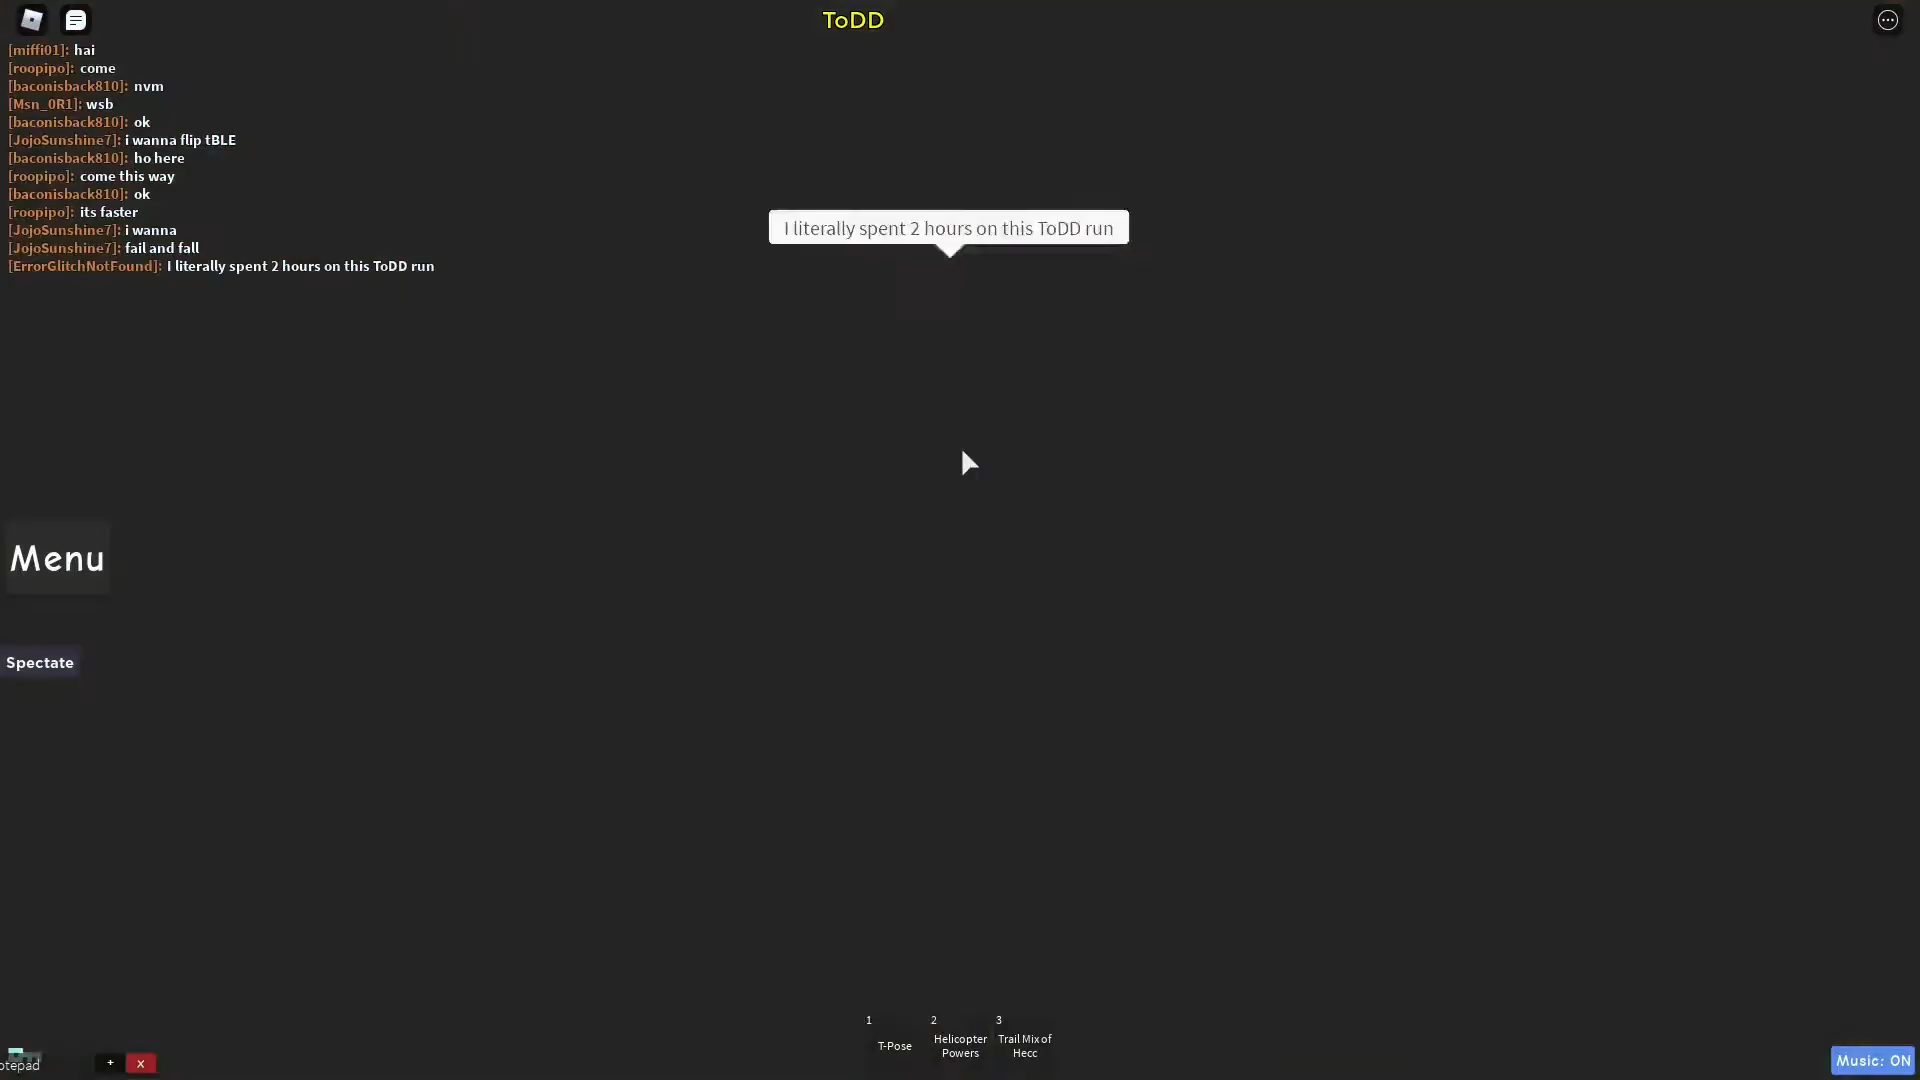 ToDD
[miffi01]: hai
[roopipo]: come
[baconisback810]: nvm
[Msn_0R1]: wsb
[baconisback810]: ok
[JojoSunshine7]: i wanna flip tBLE
[baconisback810]: ho here
[roopipo]: come this way
[baconisback810]: ok
[roopipo]: its faster
[JojoSunshine7]: i wanna
[JojoSunshine7]: fail and fall
[ErrorGlitchNotFound]: I literally spent 2 hours on this ToDD run
I literally spent 2 hours on this ToDD run
Menu
Spectate
1
T-Pose
2
Helicopter
Powers
3
Trail Mix of
Hecc
otepad
+
x
Music: ON